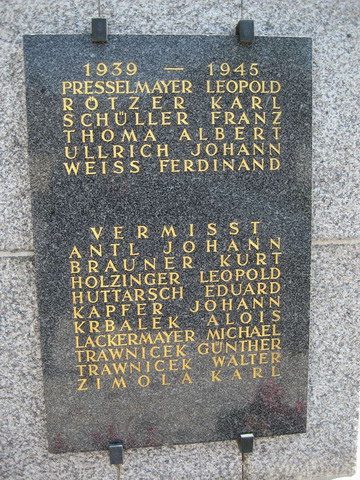 1939 — 1945
PRESSELMAYER LEOPOLD
RÖTZER KARL
SCHÜLLER FRANZ
THOMA ALBERT
ULLRICH JOHANN
WEISS FERDINAND
VERMISST
ANTL JOHANN
BRAUNER KURT
HOLZINGER LEOPOLD
HUTTARSCH EDUARD
KAPFER JOHANN
KRBALEK ALOIS
LACKERMAYER MICHAEL
TRAWNICEK GÜNTHER
TRAWNICEK WALTER
ZIMOLA KARL